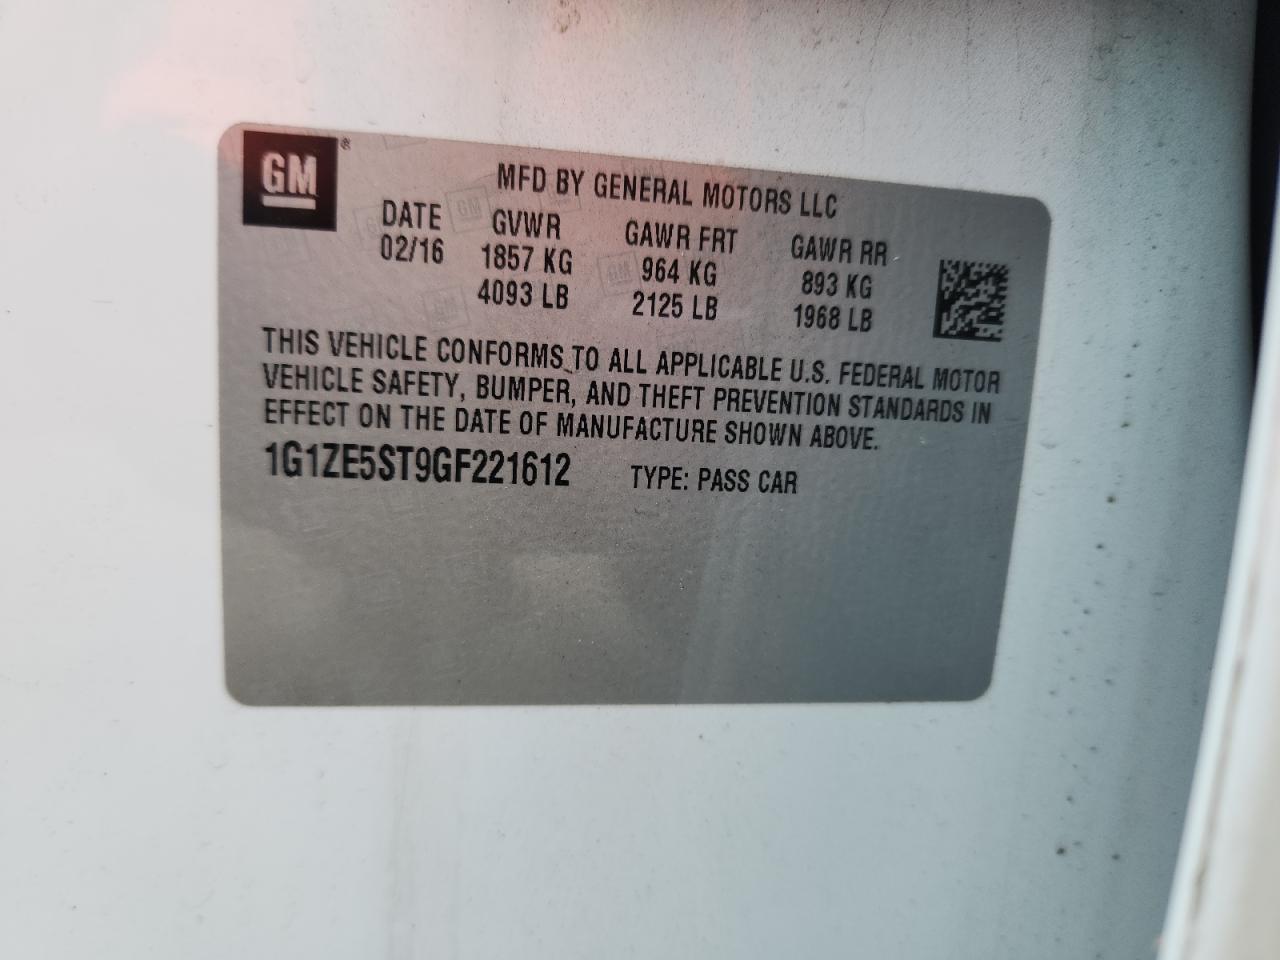 GM®
MFD BY GENERAL MOTORS LLC
DATE GVWR GAWR FRT GAWR RR
02/16 1857 KG 964 KG 893 KG
4093 LB 2125 LB 1968 LB
THIS VEHICLE CONFORMS TO ALL APPLICABLE U.S. FEDERAL MOTOR
VEHICLE SAFETY, BUMPER, AND THEFT PREVENTION STANDARDS IN
EFFECT ON THE DATE OF MANUFACTURE SHOWN ABOVE.
1G1ZE5ST9GF221612 TYPE: PASS CAR